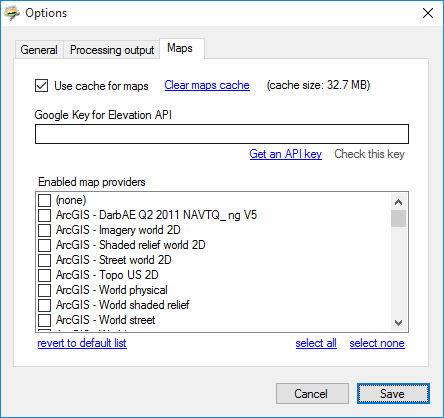 Options
General Processing output Maps
Use cache for maps Clear maps cache (cache size: 32.7 MB)
Google Key for Elevation API
Get an API key Check this key
Enabled map providers
(none)
ArcGIS - DarbAE Q2 2011 NAVTQ_ ng V5
ArcGIS - Imagery world 2D
ArcGIS - Shaded relief world 2D
ArcGIS - Street world 2D
ArcGIS - Topo US 2D
ArcGIS - World physical
ArcGIS - World shaded relief
ArcGIS - World street
revert to default list select all select none
Cancel Save